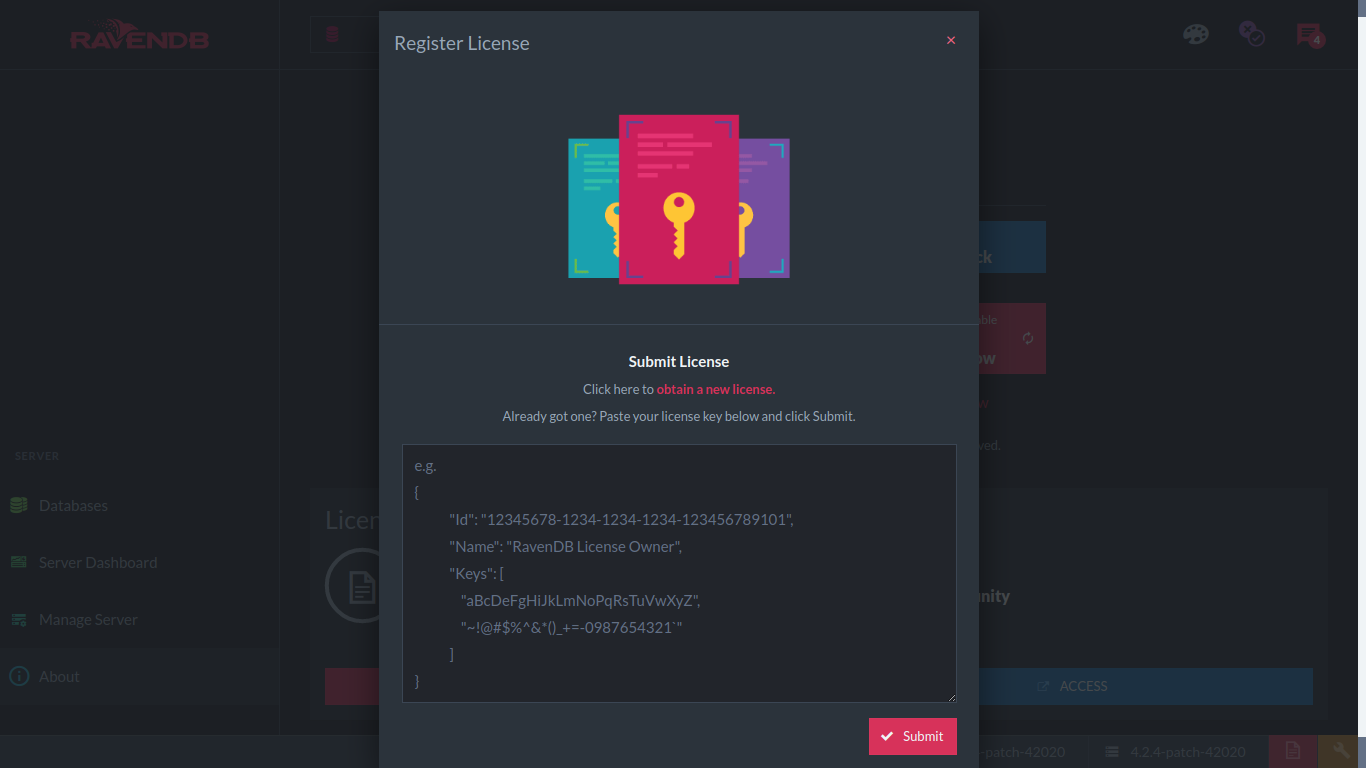 RAVENDB
Register License
×
4
ck
able
ow
w
ved.
Submit License
Click here to obtain a new license.
Already got one? Paste your license key below and click Submit.
e.g.
{
"Id": "12345678-1234-1234-1234-123456789101",
"Name": "RavenDB License Owner",
"Keys": [
"aBcDeFgHiJkLmNoPqRsTuVwXyZ",
"~!@#$%^&*()_+=-0987654321`"
]
}
Submit
SERVER
Databases
Server Dashboard
Manage Server
About
Licen
nity
ACCESS
-patch-42020
4.2.4-patch-42020